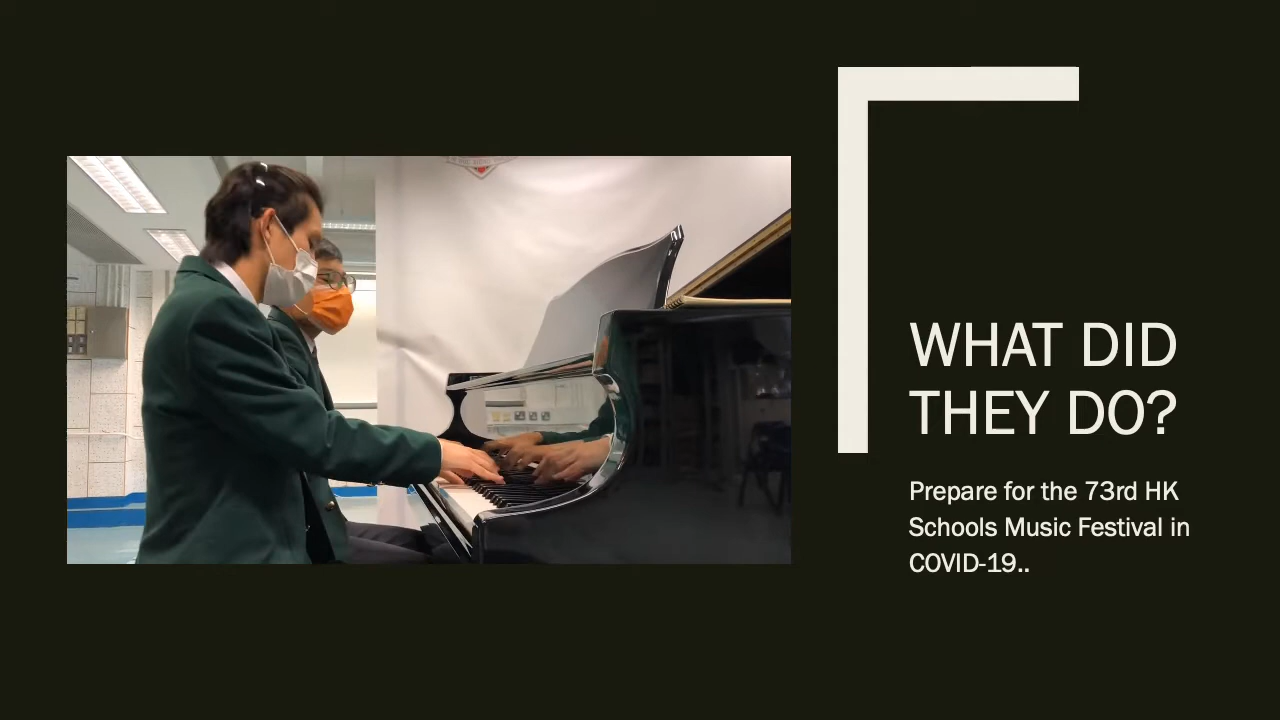 WHAT DID
THEY DO?
Prepare for the 73rd HK
Schools Music Festival in
COVID-19..